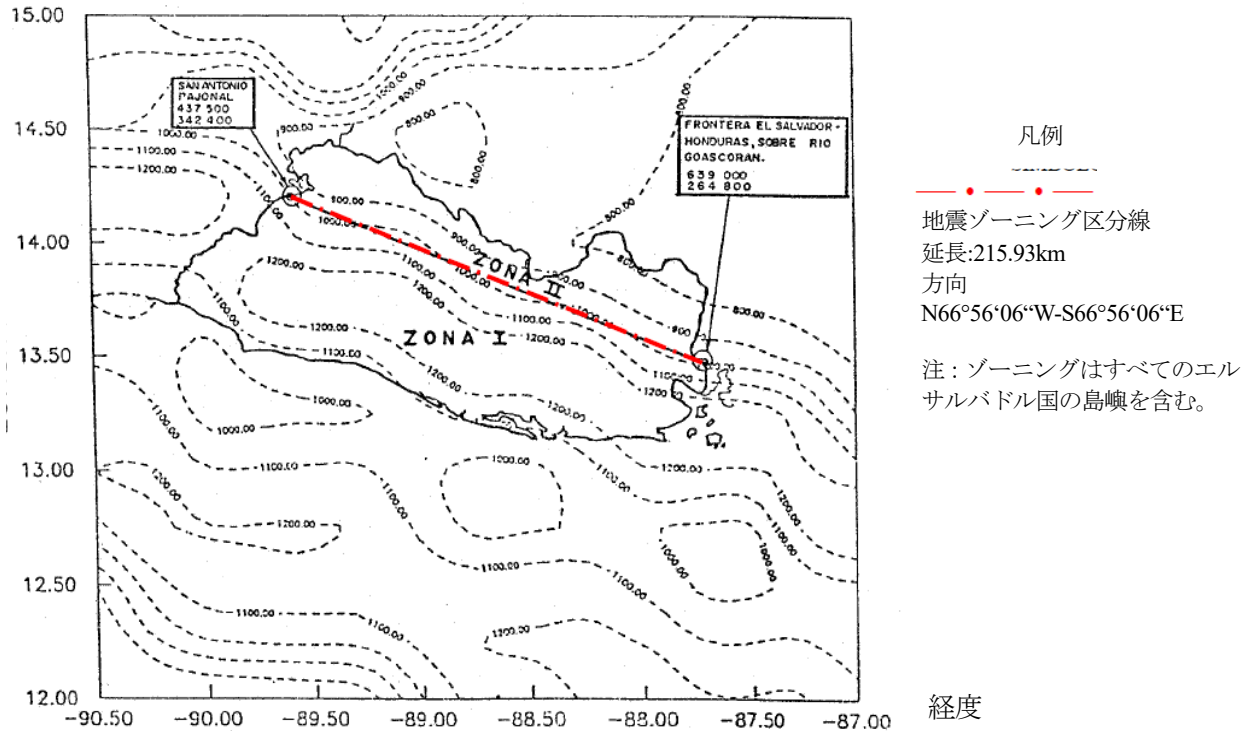 15.00
14.50
14.00
13.50
13.00
12.50
12.00
-90.50
-90.00
-89.50
-89.00
-88.50
-88.00
-87.50
-87.00
SAN ANTONIO
PAJONAL
437 500
342 400
FRONTERA EL SALVADOR-
HONDURAS, SOBRE RIO
GOASCORAN.
639 000
264 800
ZONA II
ZONA I
1000.00
1100.00
1200.00
900.00
800.00
凡例
地震ゾーニング区分線
延長:215.93km
方向
N66°56‘06“W-S66°56‘06“E
注：ゾーニングはすべてのエル
サルバドル国の島嶼を含む。
経度